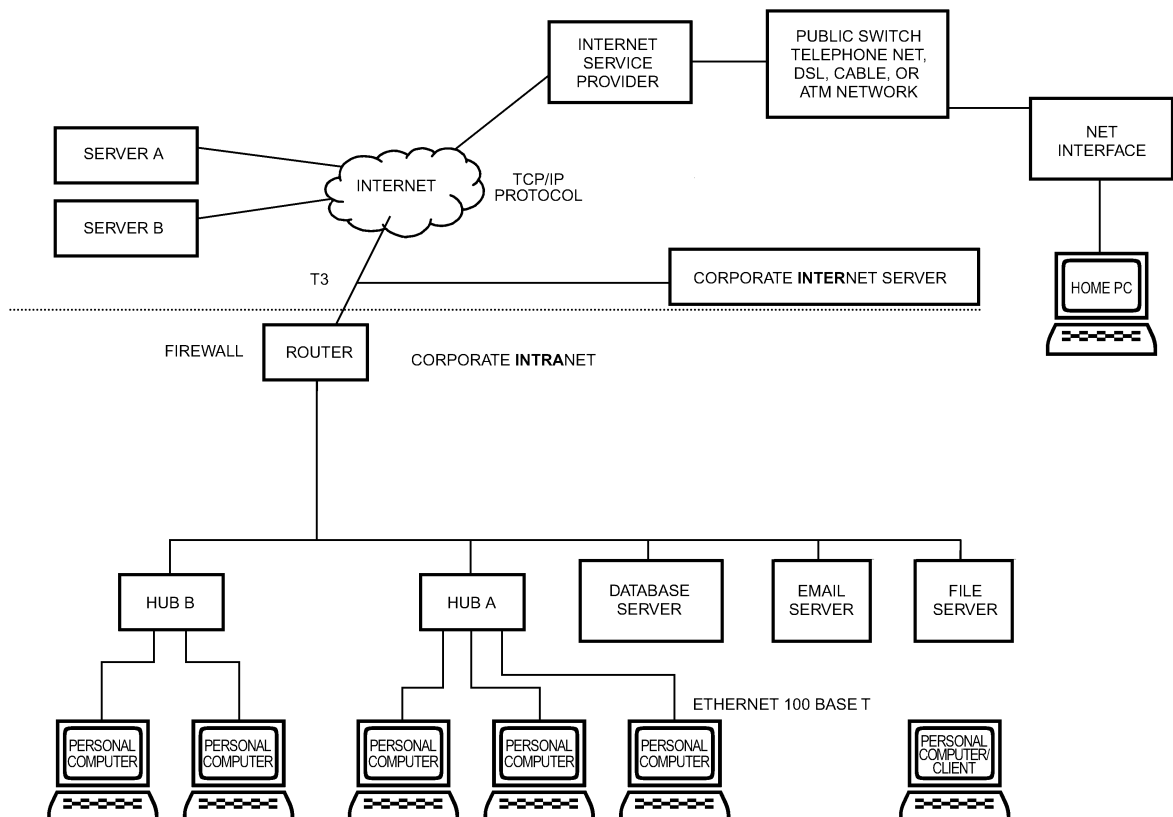 INTERNET
SERVICE
PROVIDER
PUBLIC SWITCH
TELEPHONE NET,
DSL, CABLE, OR
ATM NETWORK
NET
INTERFACE
SERVER A
INTERNET
TCP/IP
PROTOCOL
SERVER B
T3
CORPORATE INTERNET SERVER
HOME PC
FIREWALL
ROUTER
CORPORATE INTRANET
HUB B
HUB A
DATABASE
SERVER
EMAIL
SERVER
FILE
SERVER
ETHERNET 100 BASE T
PERSONAL
COMPUTER
PERSONAL
COMPUTER
PERSONAL
COMPUTER
PERSONAL
COMPUTER
PERSONAL
COMPUTER
PERSONAL
COMPUTER/
CLIENT